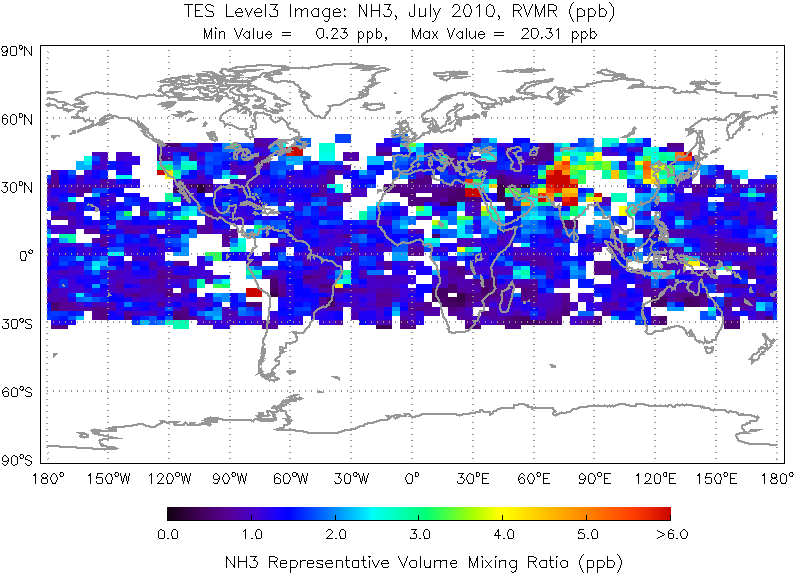 TES Level3 Image: NH3, July 2010, RVMR (ppb)
Min Value = 0.23 ppb, Max Value = 20.31 ppb
90°N
60°N
30°N
0°
30°S
60°S
90°S
180° 150°W 120°W 90°W 60°W 30°W 0° 30°E 60°E 90°E 120°E 150°E 180°
0.0 1.0 2.0 3.0 4.0 5.0 >6.0
NH3 Representative Volume Mixing Ratio (ppb)